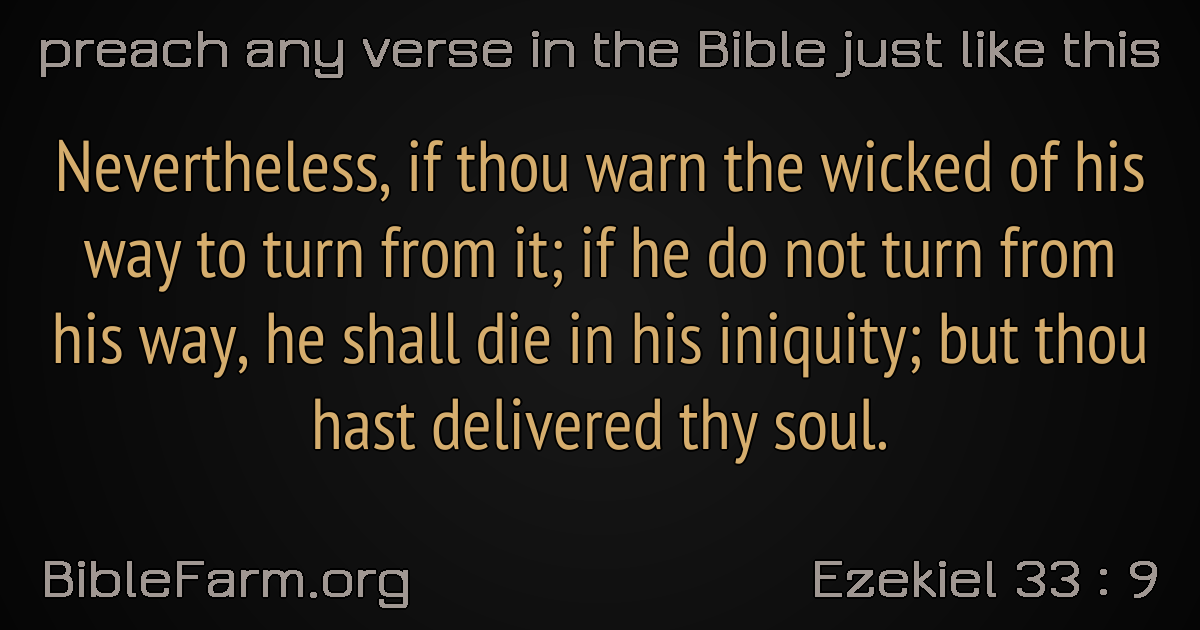 preach any verse in the Bible just like this
Nevertheless, if thou warn the wicked of his
way to turn from it; if he do not turn from
his way, he shall die in his iniquity; but thou
hast delivered thy soul.
BibleFarm.org
Ezekiel 33 : 9